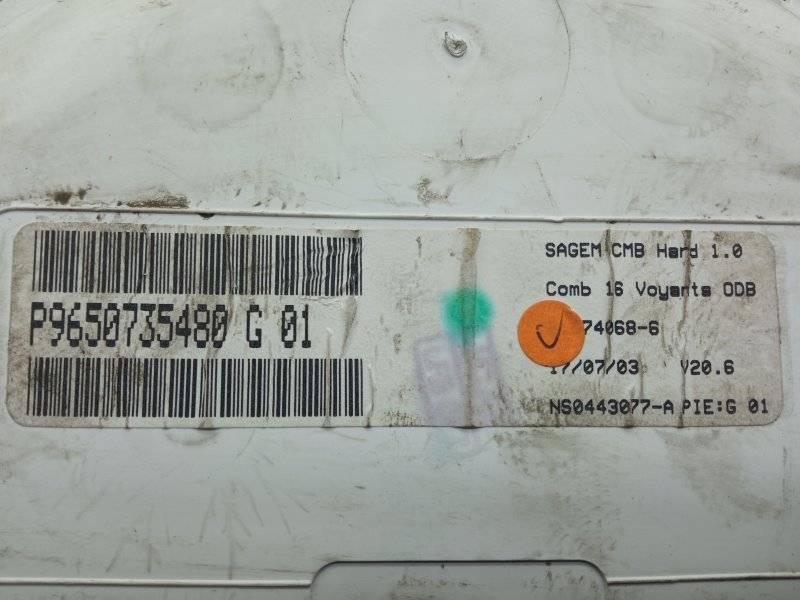 P9650735480 G 01
SAGEM CMB Hard 1.0
Comb 16 Voyants ODB
74068-6
17/07/03 V20.6
NS0443077-A PIE:G 01